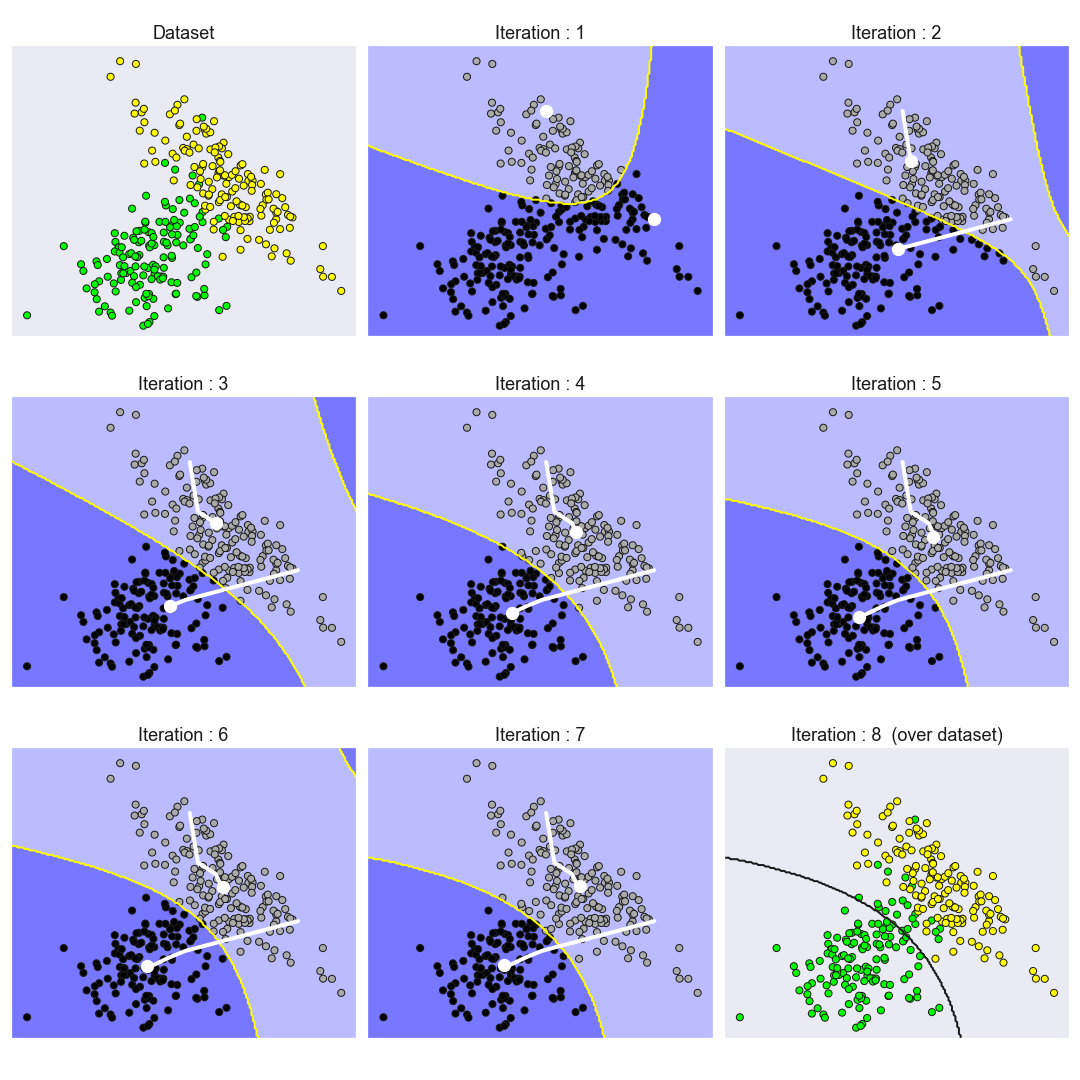 Dataset
Iteration : 1
Iteration : 2
Iteration : 3
Iteration : 4
Iteration : 5
Iteration : 6
Iteration : 7
Iteration : 8  (over dataset)